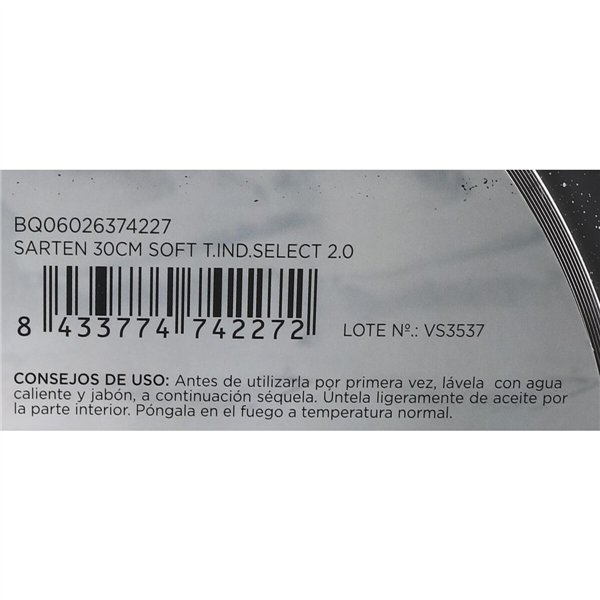 BQ06026374227
SARTEN 30CM SOFT T.IND.SELECT 2.0
8 433774 742272
LOTE Nº.: VS3537
CONSEJOS DE USO: Antes de utilizarla por primera vez, lávela con agua
caliente y jabón, a continuación séquela. Úntela ligeramente de aceite por
la parte interior. Póngala en el fuego a temperatura normal.